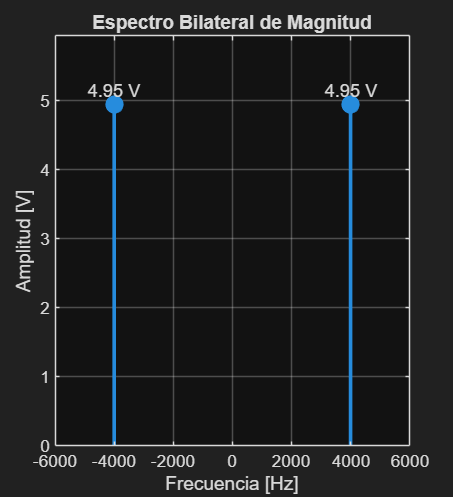 Espectro Bilateral de Magnitud
4.95 V
4.95 V
5
4
3
2
1
0
Amplitud [V]
-6000 -4000 -2000 0 2000 4000 6000
Frecuencia [Hz]